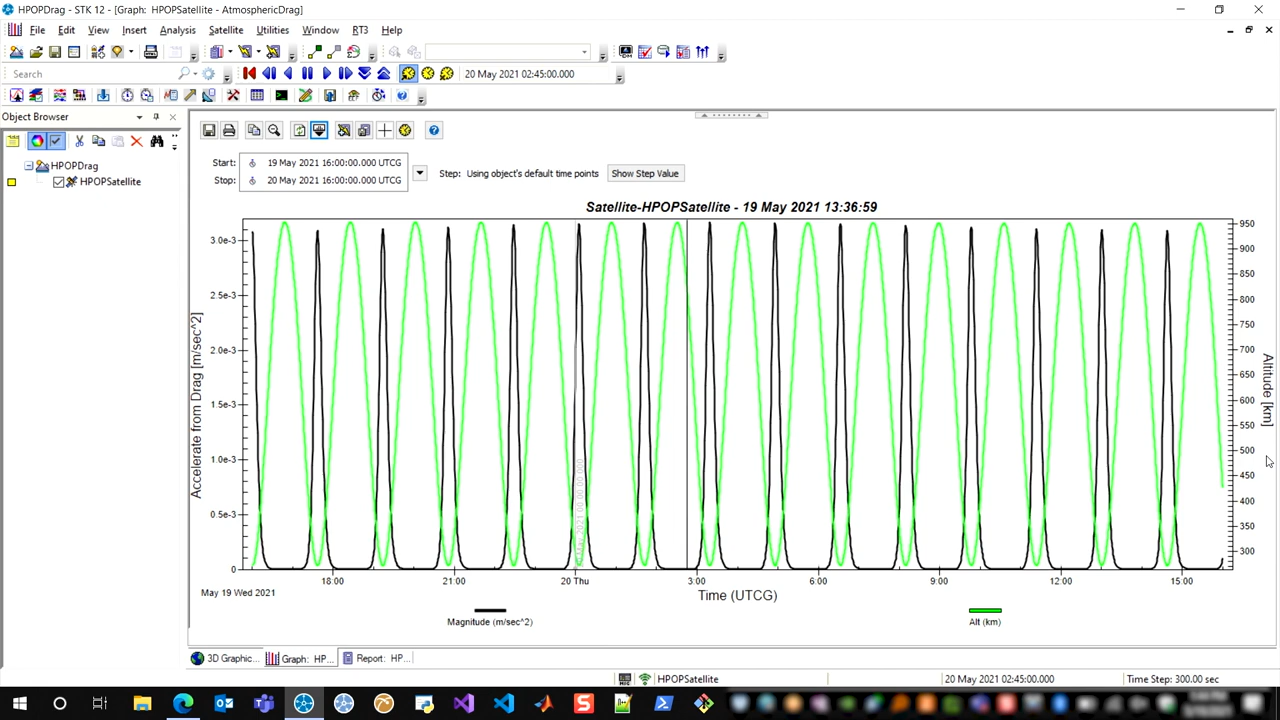 HPOPDrag - STK 12 - [Graph:  HPOPSatellite - AtmosphericDrag]
File Edit View Insert Analysis Satellite Utilities Window RT3 Help
Search
20 May 2021 02:45:00.000
Object Browser
HPOPDrag
HPOPSatellite
Start: 19 May 2021 16:00:00.000 UTCG
Stop: 20 May 2021 16:00:00.000 UTCG
Step: Using object's default time points Show Step Value
Satellite-HPOPSatellite - 19 May 2021 13:36:59
Accelerate from Drag [m/sec^2]
3.0e-3
2.5e-3
2.0e-3
1.5e-3
1.0e-3
0.5e-3
0
950
900
850
800
750
700
650
600
550
500
450
400
350
300
Altitude [km]
18:00 21:00 20 Thu 3:00 6:00 9:00 12:00 15:00
May 19 Wed 2021
Time (UTCG)
Magnitude (m/sec^2) Alt (km)
3D Graphic... Graph:  HP... Report:  HP...
HPOPSatellite 20 May 2021 02:45:00.000 Time Step: 300.00 sec